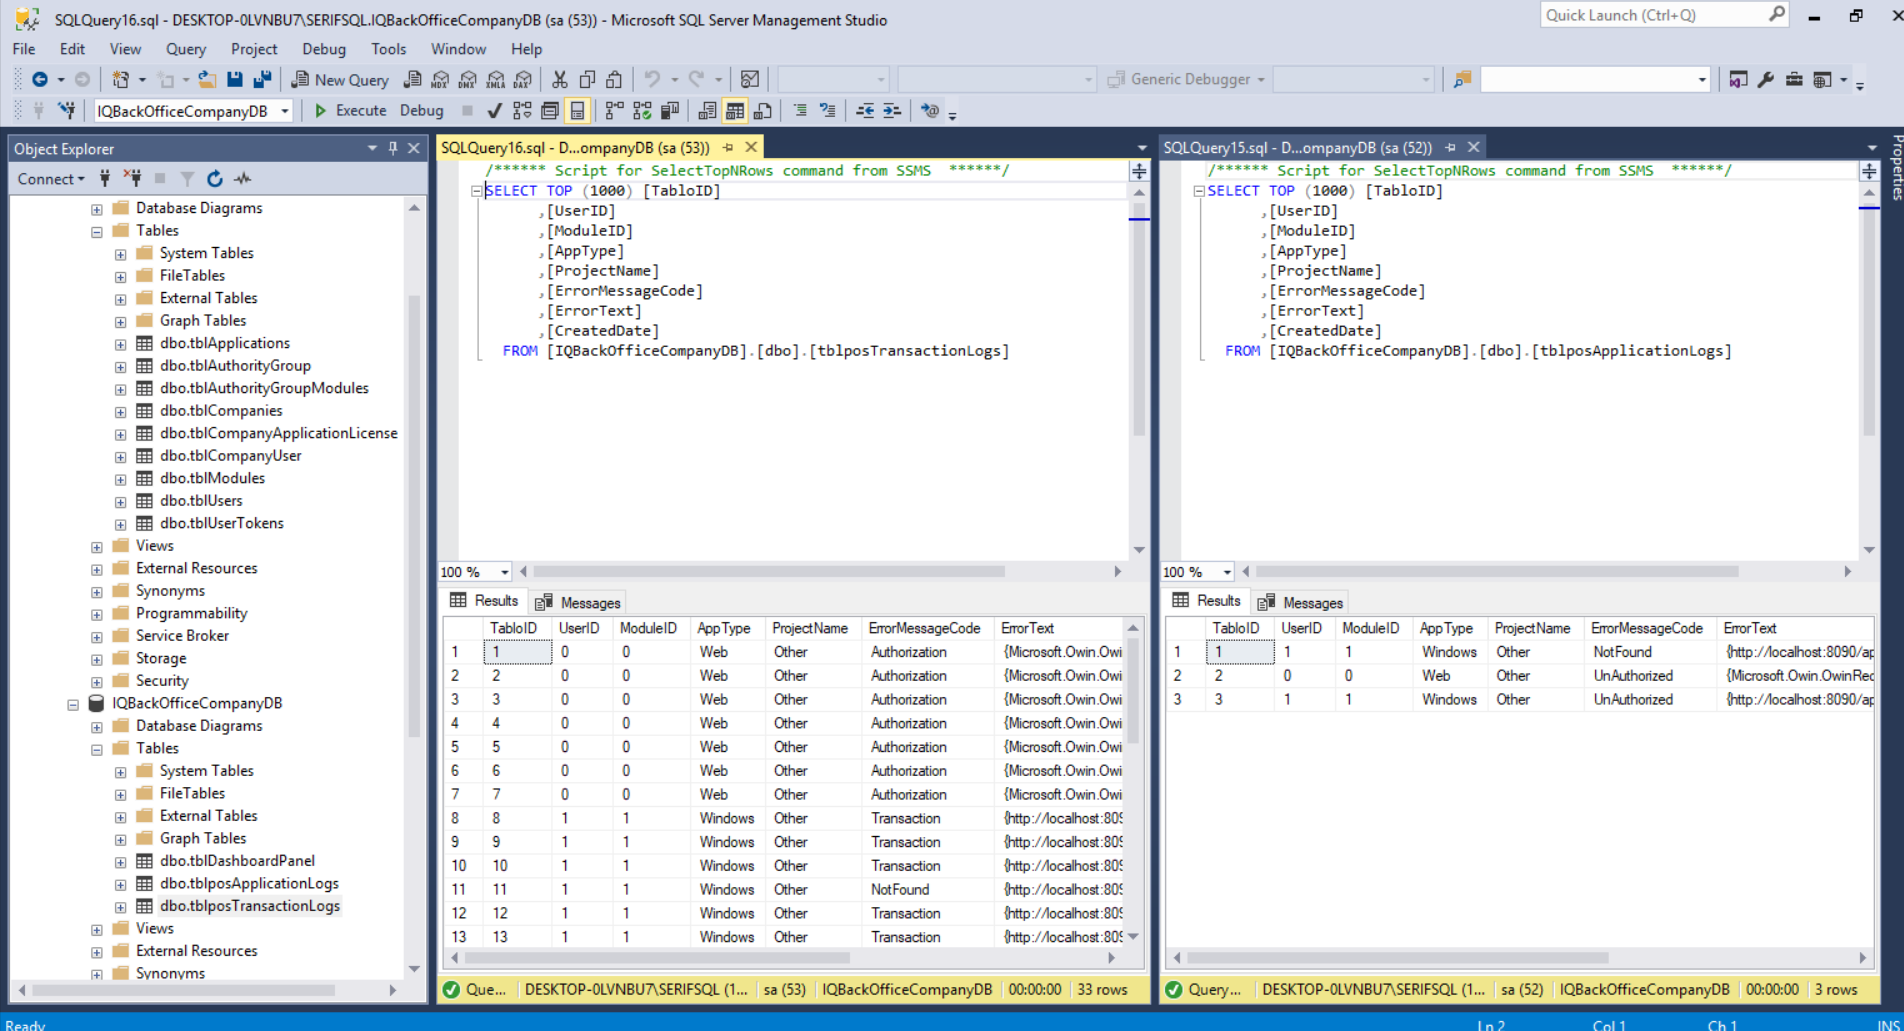 SQLQuery16.sql - DESKTOP-0LVNBU7\SERIFSQL.IQBackOfficeCompanyDB (sa (53)) - Microsoft SQL Server Management Studio
Quick Launch (Ctrl+Q)
File Edit View Query Project Debug Tools Window Help
New Query MDX DMX XMLA DAX Generic Debugger
IQBackOfficeCompanyDB Execute Debug
Object Explorer
Connect
Database Diagrams
Tables
System Tables
FileTables
External Tables
Graph Tables
dbo.tblApplications
dbo.tblAuthorityGroup
dbo.tblAuthorityGroupModules
dbo.tblCompanies
dbo.tblCompanyApplicationLicense
dbo.tblCompanyUser
dbo.tblModules
dbo.tblUsers
dbo.tblUserTokens
Views
External Resources
Synonyms
Programmability
Service Broker
Storage
Security
IQBackOfficeCompanyDB
Database Diagrams
Tables
System Tables
FileTables
External Tables
Graph Tables
dbo.tblDashboardPanel
dbo.tblposApplicationLogs
dbo.tblposTransactionLogs
Views
External Resources
Synonyms
SQLQuery16.sql - D...ompanyDB (sa (53))
/****** Script for SelectTopNRows command from SSMS ******/
SELECT TOP (1000) [TabloID]
,[UserID]
,[ModuleID]
,[AppType]
,[ProjectName]
,[ErrorMessageCode]
,[ErrorText]
,[CreatedDate]
FROM [IQBackOfficeCompanyDB].[dbo].[tblposTransactionLogs]
100 %
Results Messages
TabloID UserID ModuleID AppType ProjectName ErrorMessageCode ErrorText
1 1 0 0 Web Other Authorization {Microsoft.Owin.Owi
2 2 0 0 Web Other Authorization {Microsoft.Owin.Owi
3 3 0 0 Web Other Authorization {Microsoft.Owin.Owi
4 4 0 0 Web Other Authorization {Microsoft.Owin.Owi
5 5 0 0 Web Other Authorization {Microsoft.Owin.Owi
6 6 0 0 Web Other Authorization {Microsoft.Owin.Owi
7 7 0 0 Web Other Authorization {Microsoft.Owin.Owi
8 8 1 1 Windows Other Transaction {http://localhost:809
9 9 1 1 Windows Other Transaction {http://localhost:809
10 10 1 1 Windows Other Transaction {http://localhost:809
11 11 1 1 Windows Other NotFound {http://localhost:809
12 12 1 1 Windows Other Transaction {http://localhost:809
13 13 1 1 Windows Other Transaction {http://localhost:809
Que... DESKTOP-0LVNBU7\SERIFSQL (1... sa (53) IQBackOfficeCompanyDB 00:00:00 33 rows
SQLQuery15.sql - D...ompanyDB (sa (52))
/****** Script for SelectTopNRows command from SSMS ******/
SELECT TOP (1000) [TabloID]
,[UserID]
,[ModuleID]
,[AppType]
,[ProjectName]
,[ErrorMessageCode]
,[ErrorText]
,[CreatedDate]
FROM [IQBackOfficeCompanyDB].[dbo].[tblposApplicationLogs]
100 %
Results Messages
TabloID UserID ModuleID AppType ProjectName ErrorMessageCode ErrorText
1 1 1 1 Windows Other NotFound {http://localhost:8090/ap
2 2 0 0 Web Other UnAuthorized {Microsoft.Owin.OwinRec
3 3 1 1 Windows Other UnAuthorized {http://localhost:8090/ap
Query... DESKTOP-0LVNBU7\SERIFSQL (1... sa (52) IQBackOfficeCompanyDB 00:00:00 3 rows
Properties
Ready Ln 2 Col 1 Ch 1 INS